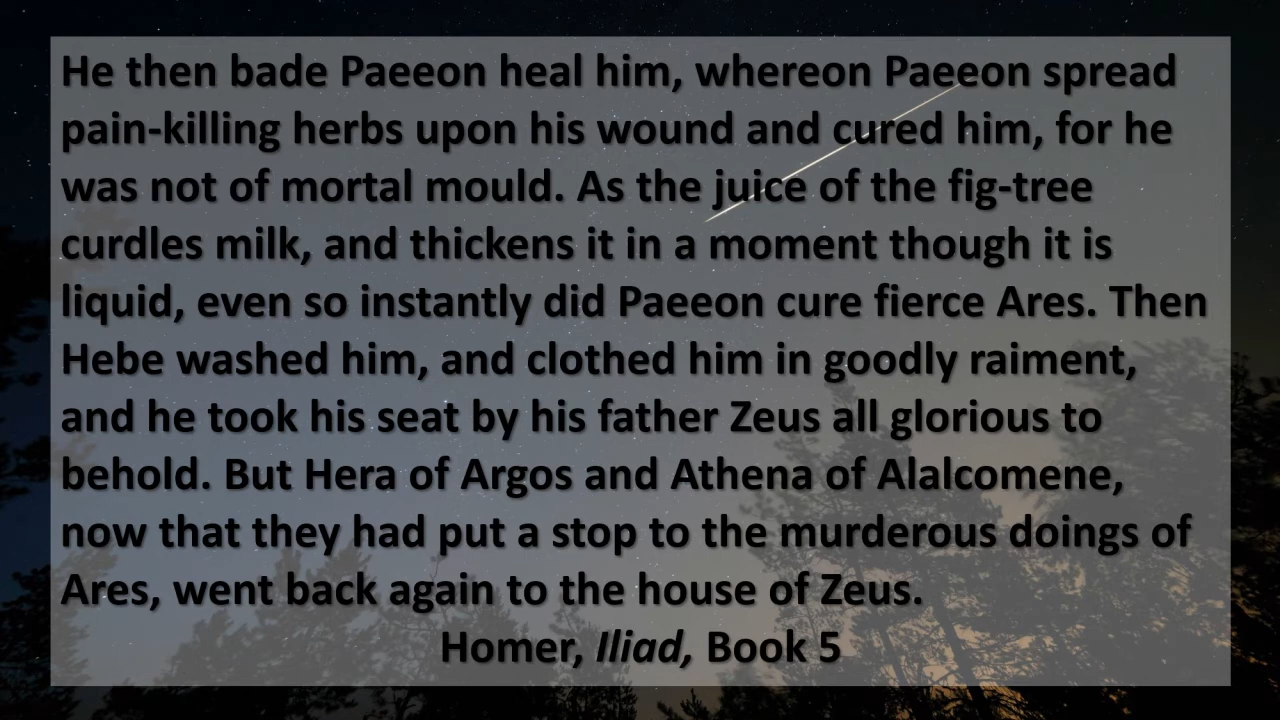 He then bade Paeeon heal him, whereon Paeeon spread
pain-killing herbs upon his wound and cured him, for he
was not of mortal mould. As the juice of the fig-tree
curdles milk, and thickens it in a moment though it is
liquid, even so instantly did Paeeon cure fierce Ares. Then
Hebe washed him, and clothed him in goodly raiment,
and he took his seat by his father Zeus all glorious to
behold. But Hera of Argos and Athena of Alalcomene,
now that they had put a stop to the murderous doings of
Ares, went back again to the house of Zeus.
Homer, Iliad, Book 5